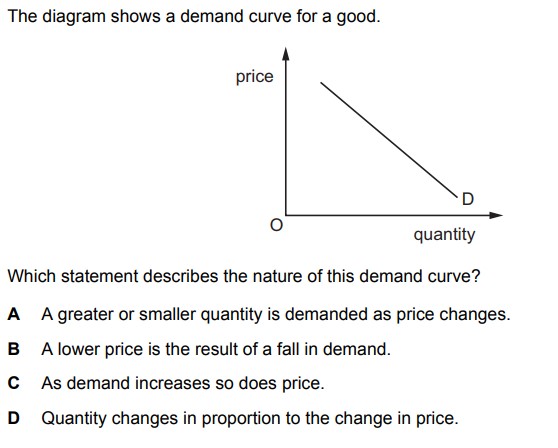 The diagram shows a demand curve for a good.
price
D
O
quantity
Which statement describes the nature of this demand curve?
A A greater or smaller quantity is demanded as price changes.
B A lower price is the result of a fall in demand.
C As demand increases so does price.
D Quantity changes in proportion to the change in price.